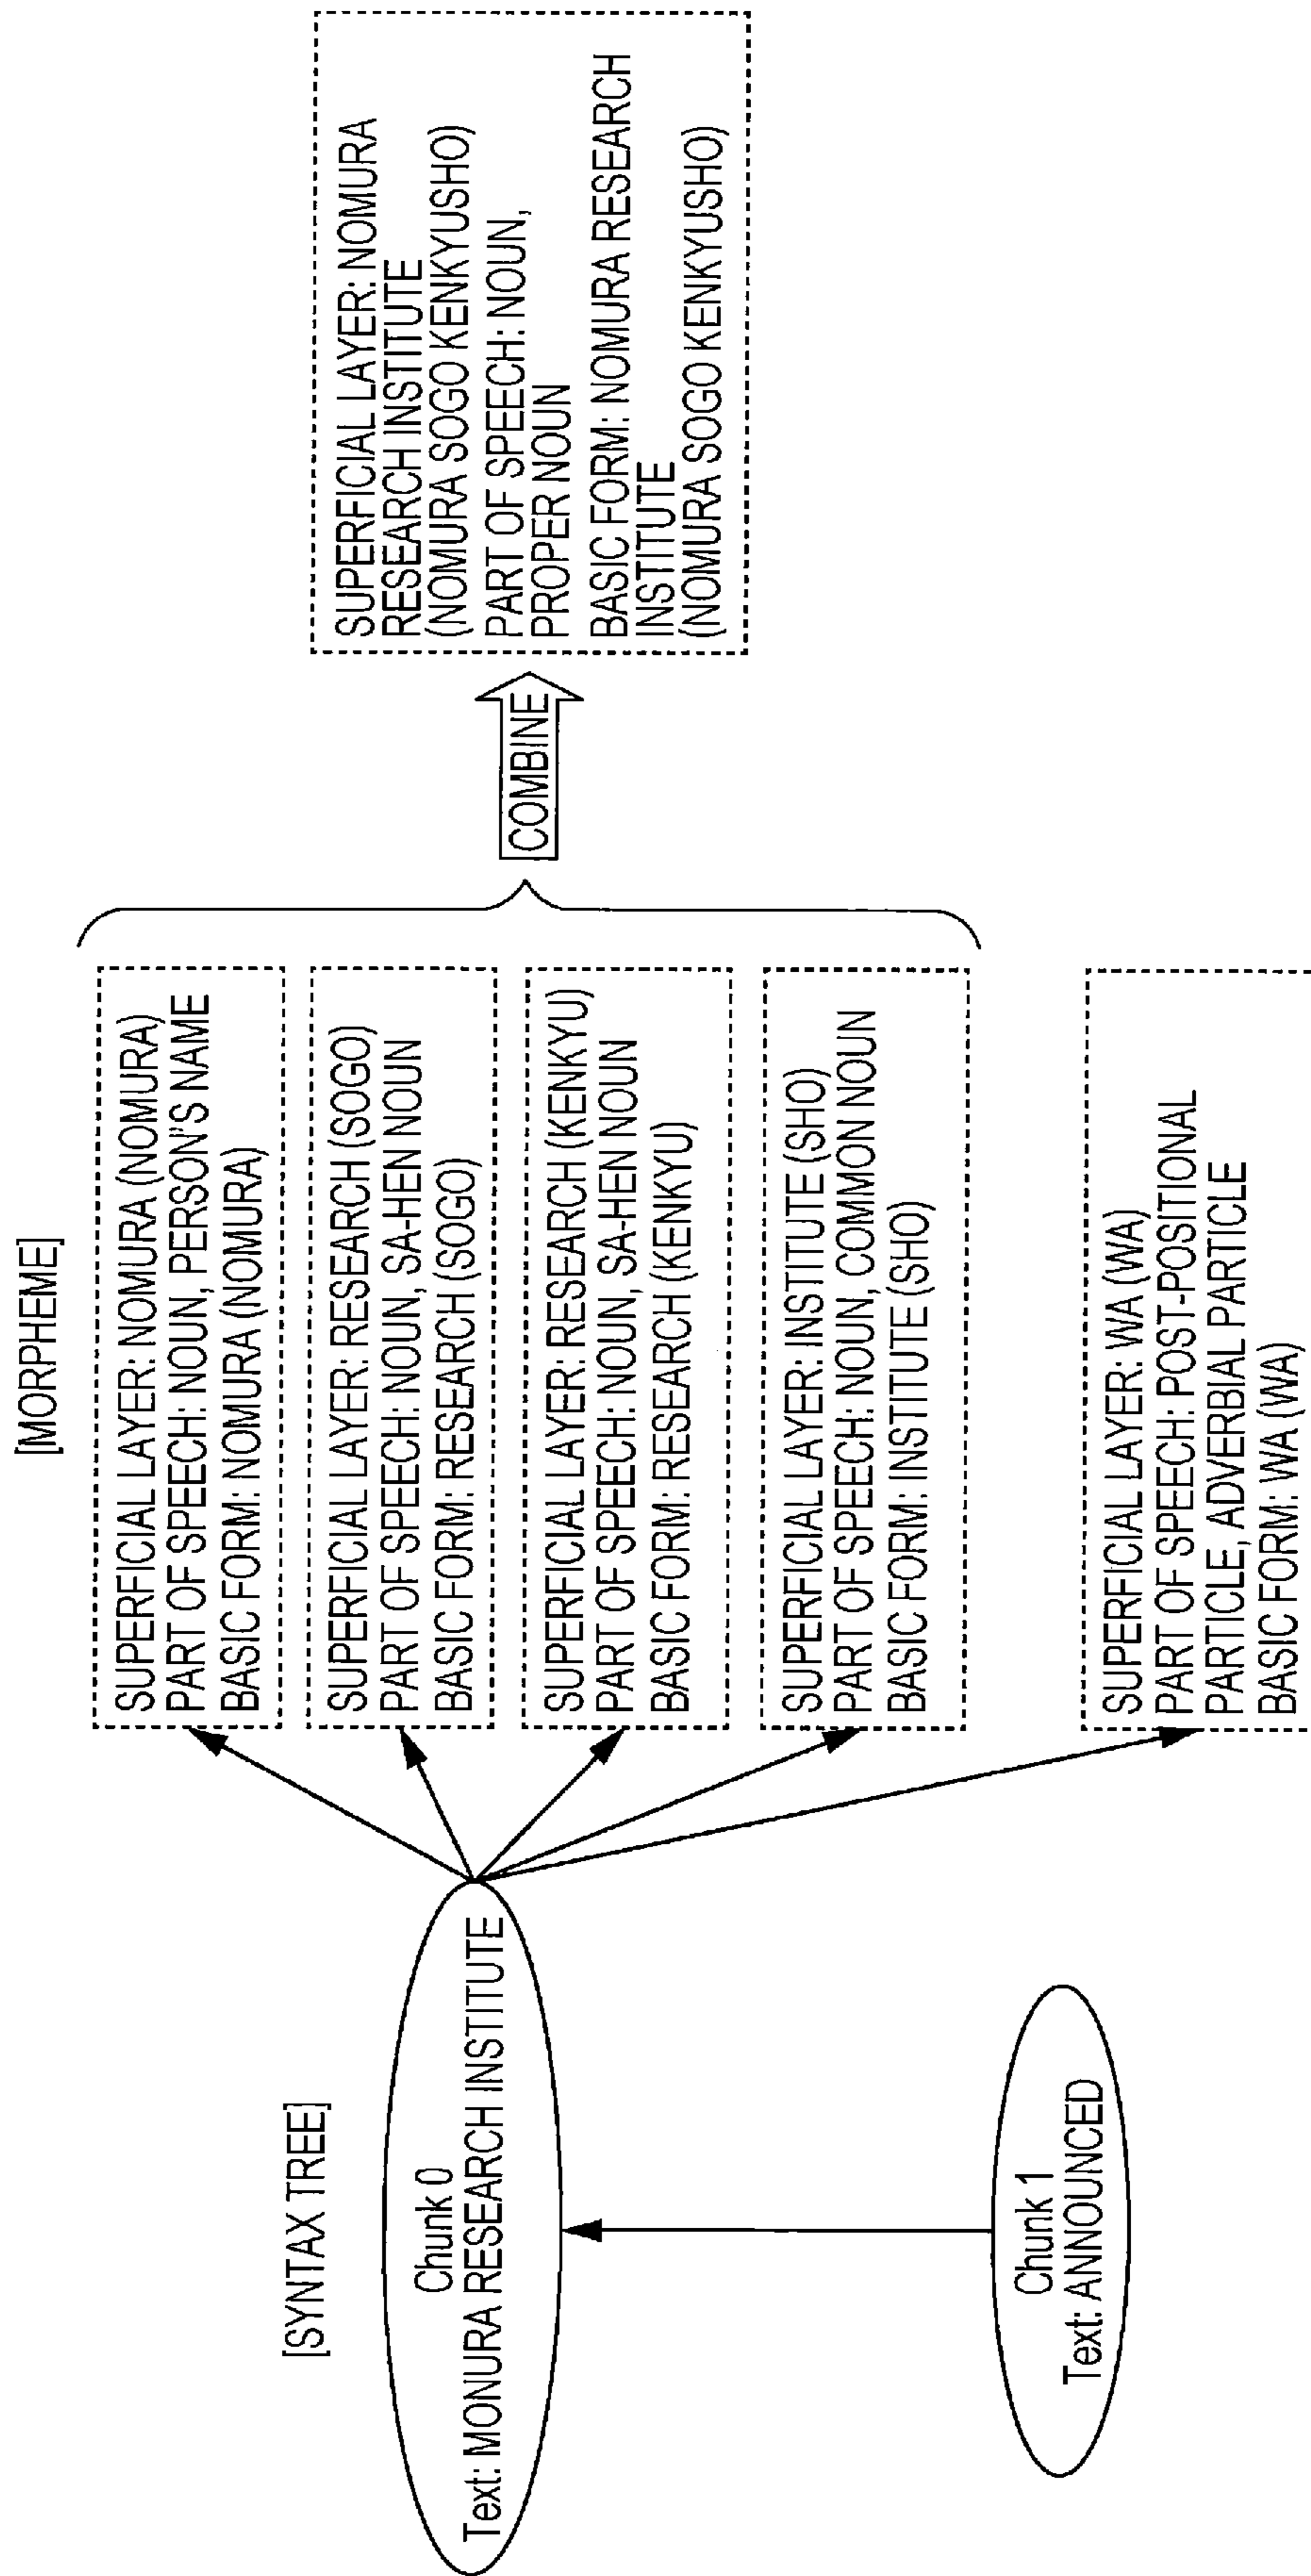 [SYNTAX TREE]
Chunk 0
Text: MONURA RESEARCH INSTITUTE
Chunk 1
Text: ANNOUNCED
[MORPHEME]
SUPERFICIAL LAYER: NOMURA (NOMURA)
PART OF SPEECH: NOUN, PERSON'S NAME
BASIC FORM: NOMURA (NOMURA)
SUPERFICIAL LAYER: RESEARCH (SOGO)
PART OF SPEECH: NOUN, SA-HEN NOUN
BASIC FORM: RESEARCH (SOGO)
SUPERFICIAL LAYER: RESEARCH (KENKYU)
PART OF SPEECH: NOUN, SA-HEN NOUN
BASIC FORM: RESEARCH (KENKYU)
SUPERFICIAL LAYER: INSTITUTE (SHO)
PART OF SPEECH: NOUN, COMMON NOUN
BASIC FORM: INSTITUTE (SHO)
SUPERFICIAL LAYER: WA (WA)
PART OF SPEECH: POST-POSITIONAL
PARTICLE, ADVERBIAL PARTICLE
BASIC FORM: WA (WA)
COMBINE
SUPERFICIAL LAYER: NOMURA
RESEARCH INSTITUTE
(NOMURA SOGO KENKYUSHO)
PART OF SPEECH: NOUN,
PROPER NOUN
BASIC FORM: NOMURA RESEARCH
INSTITUTE
(NOMURA SOGO KENKYUSHO)